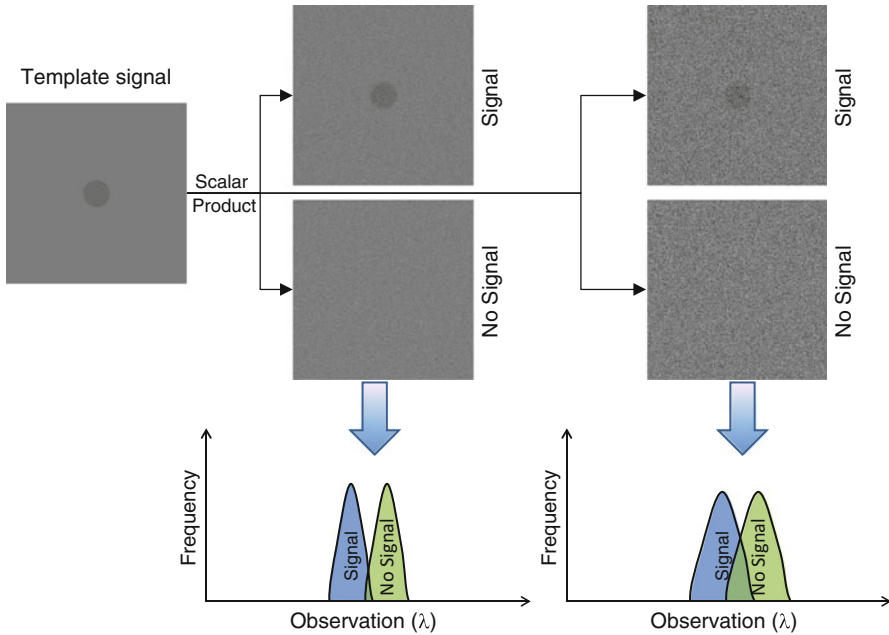 Template signal
Scalar
Product
Signal
No Signal
Signal
No Signal
Frequency
Signal
No Signal
Observation (λ)
Frequency
Signal
No Signal
Observation (λ)